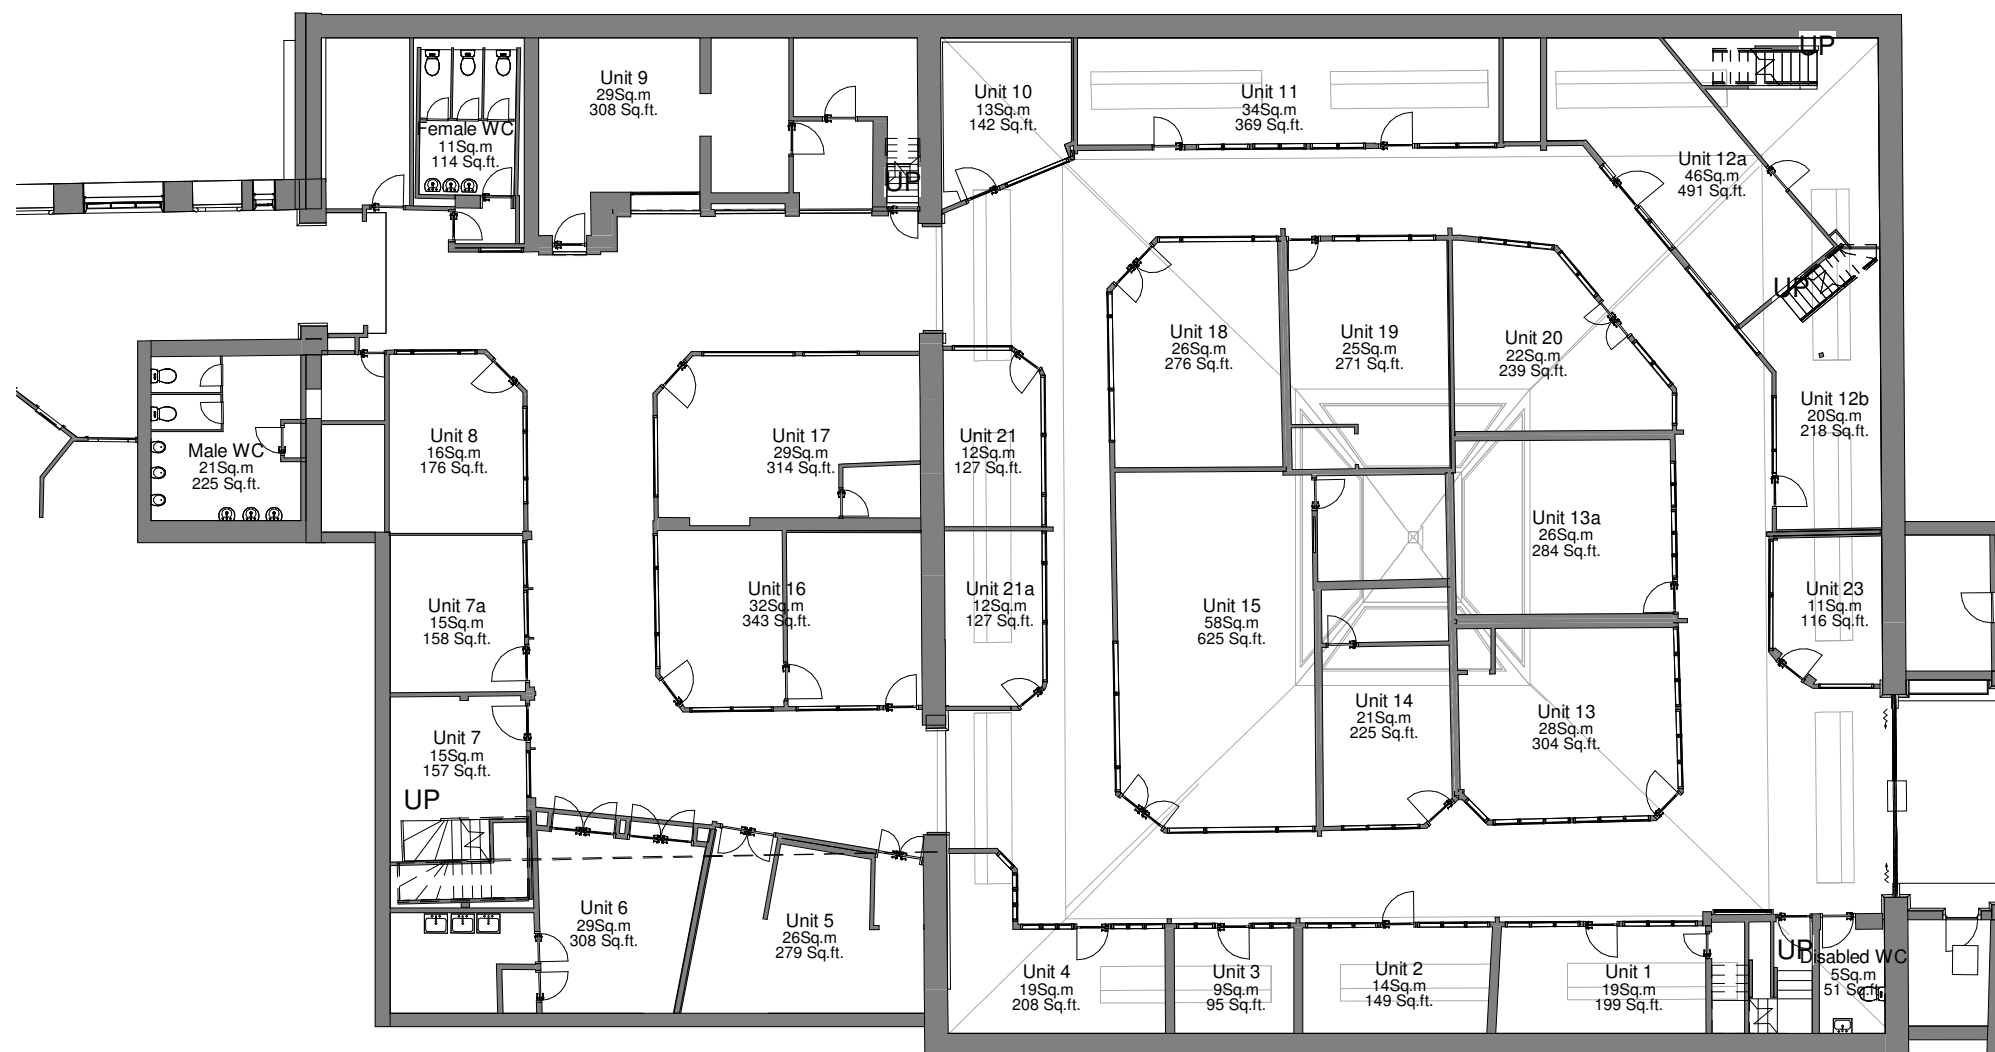 UP
Unit 9
29Sq.m
308 Sq.ft.
Unit 10
13Sq.m
142 Sq.ft.
Unit 11
34Sq.m
369 Sq.ft.
Female WC
11Sq.m
114 Sq.ft.
Unit 12a
46Sq.m
491 Sq.ft.
UP
UP
Unit 18
26Sq.m
276 Sq.ft.
Unit 19
25Sq.m
271 Sq.ft.
Unit 20
22Sq.m
239 Sq.ft.
Unit 12b
20Sq.m
218 Sq.ft.
Male WC
21Sq.m
225 Sq.ft.
Unit 8
16Sq.m
176 Sq.ft.
Unit 17
29Sq.m
314 Sq.ft.
Unit 21
12Sq.m
127 Sq.ft.
Unit 13a
26Sq.m
284 Sq.ft.
Unit 7a
15Sq.m
158 Sq.ft.
Unit 16
32Sq.m
343 Sq.ft.
Unit 21a
12Sq.m
127 Sq.ft.
Unit 15
58Sq.m
625 Sq.ft.
Unit 23
11Sq.m
116 Sq.ft.
Unit 14
21Sq.m
225 Sq.ft.
Unit 13
28Sq.m
304 Sq.ft.
Unit 7
15Sq.m
157 Sq.ft.
UP
Unit 6
29Sq.m
308 Sq.ft.
Unit 5
26Sq.m
279 Sq.ft.
Unit 4
19Sq.m
208 Sq.ft.
Unit 3
9Sq.m
95 Sq.ft.
Unit 2
14Sq.m
149 Sq.ft.
Unit 1
19Sq.m
199 Sq.ft.
UP
Disabled WC
5Sq.m
51 Sq.ft.